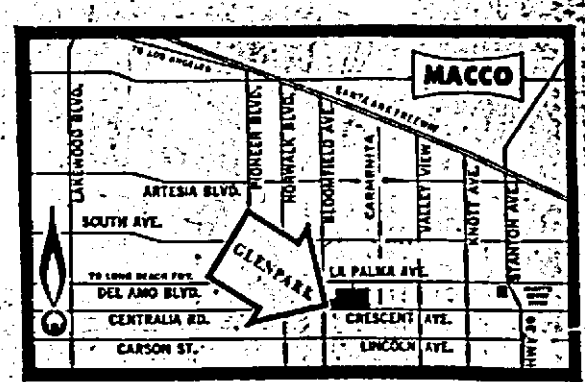 TO LOS ANGELES
MACCO
SANTA ANA FREEWAY
LAKEWOOD BLVD.
PIONEER BLVD.
NORWALK BLVD.
BLOOMFIELD AVE.
CARMENITA
VALLEY VIEW
KNOTT AVE.
STANTON AVE.
ARTESIA BLVD.
SOUTH AVE.
GLENPARK
LA PALMA AVE.
TO LONG BEACH FWY.
DEL AMO BLVD.
CENTRALIA RD.
CRESCENT AVE.
CARSON ST.
LINCOLN AVE.
HWY 39